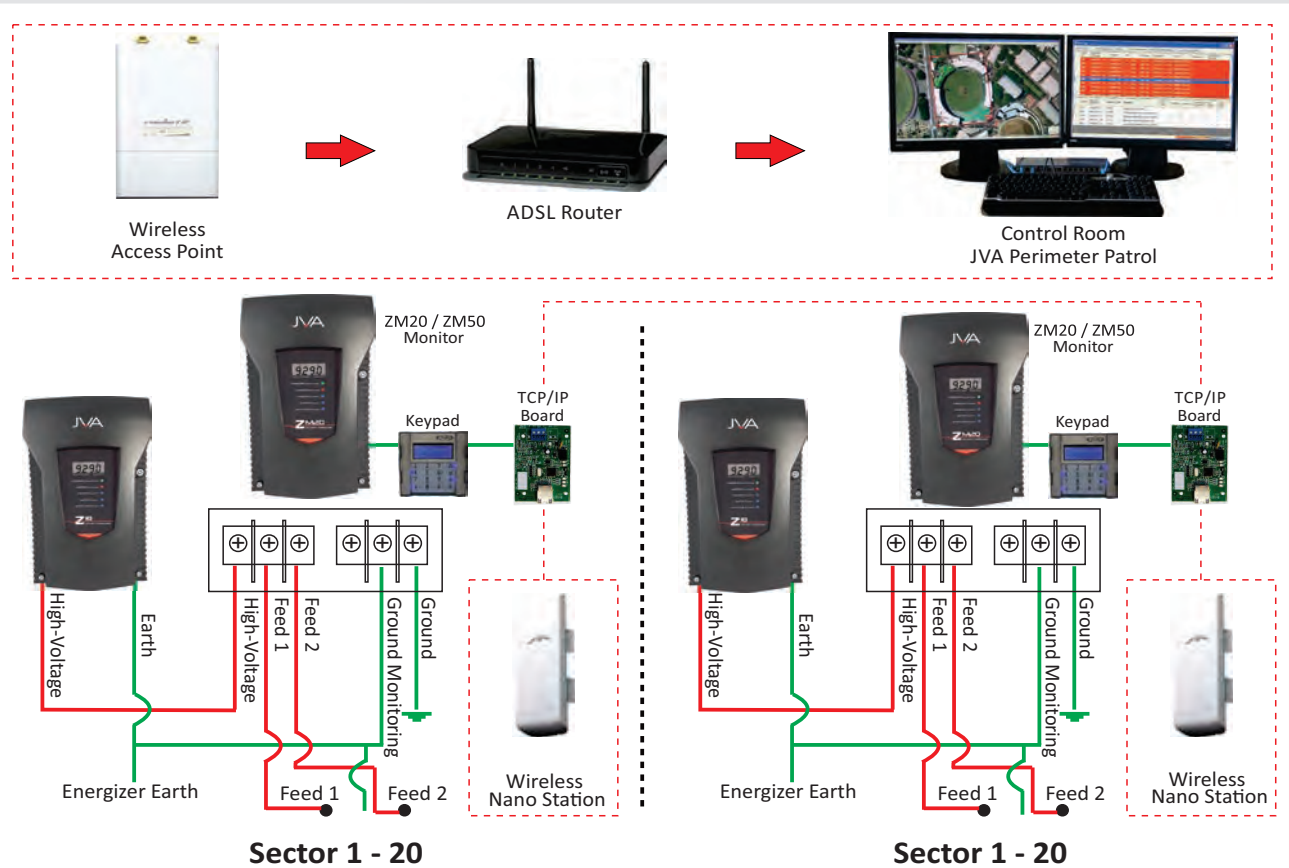 Wireless
Access Point
ADSL Router
Control Room
JVA Perimeter Patrol
JVA
9290
ZM20
ZM20 / ZM50
Monitor
Keypad
TCP/IP
Board
JVA
9290
High-Voltage
Earth
High-Voltage
Feed 1
Feed 2
Ground Monitoring
Ground
Energizer Earth
Feed 1
Feed 2
Wireless
Nano Station
Sector 1 - 20
JVA
9290
ZM20
ZM20 / ZM50
Monitor
Keypad
TCP/IP
Board
JVA
9290
High-Voltage
Earth
High-Voltage
Feed 1
Feed 2
Ground Monitoring
Ground
Energizer Earth
Feed 1
Feed 2
Wireless
Nano Station
Sector 1 - 20